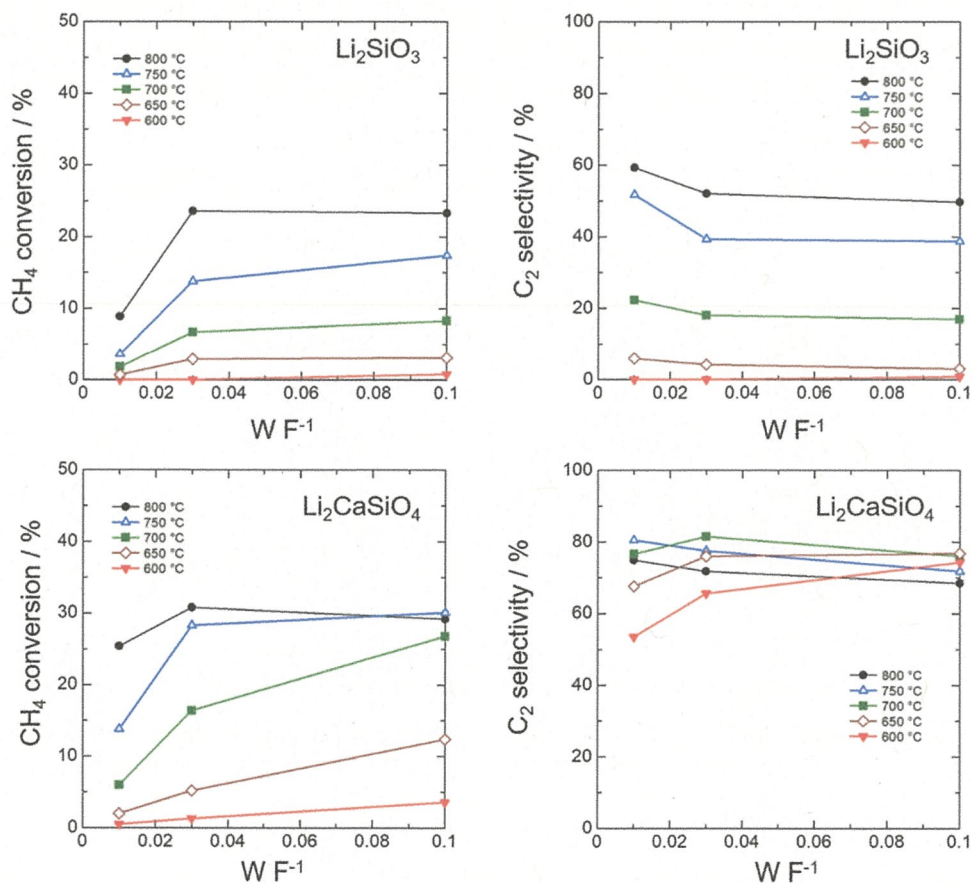 Li₂SiO₃
800 °C
750 °C
700 °C
650 °C
600 °C
CH₄ conversion / %
50
40
30
20
10
0
0 0.02 0.04 0.06 0.08 0.1
W F⁻¹
Li₂SiO₃
800 °C
750 °C
700 °C
650 °C
600 °C
C₂ selectivity / %
100
80
60
40
20
0
0 0.02 0.04 0.06 0.08 0.1
W F⁻¹
Li₂CaSiO₄
800 °C
750 °C
700 °C
650 °C
600 °C
CH₄ conversion / %
50
40
30
20
10
0
0 0.02 0.04 0.06 0.08 0.1
W F⁻¹
Li₂CaSiO₄
C₂ selectivity / %
100
80
60
40
20
0
800 °C
750 °C
700 °C
650 °C
600 °C
0 0.02 0.04 0.06 0.08 0.1
W F⁻¹